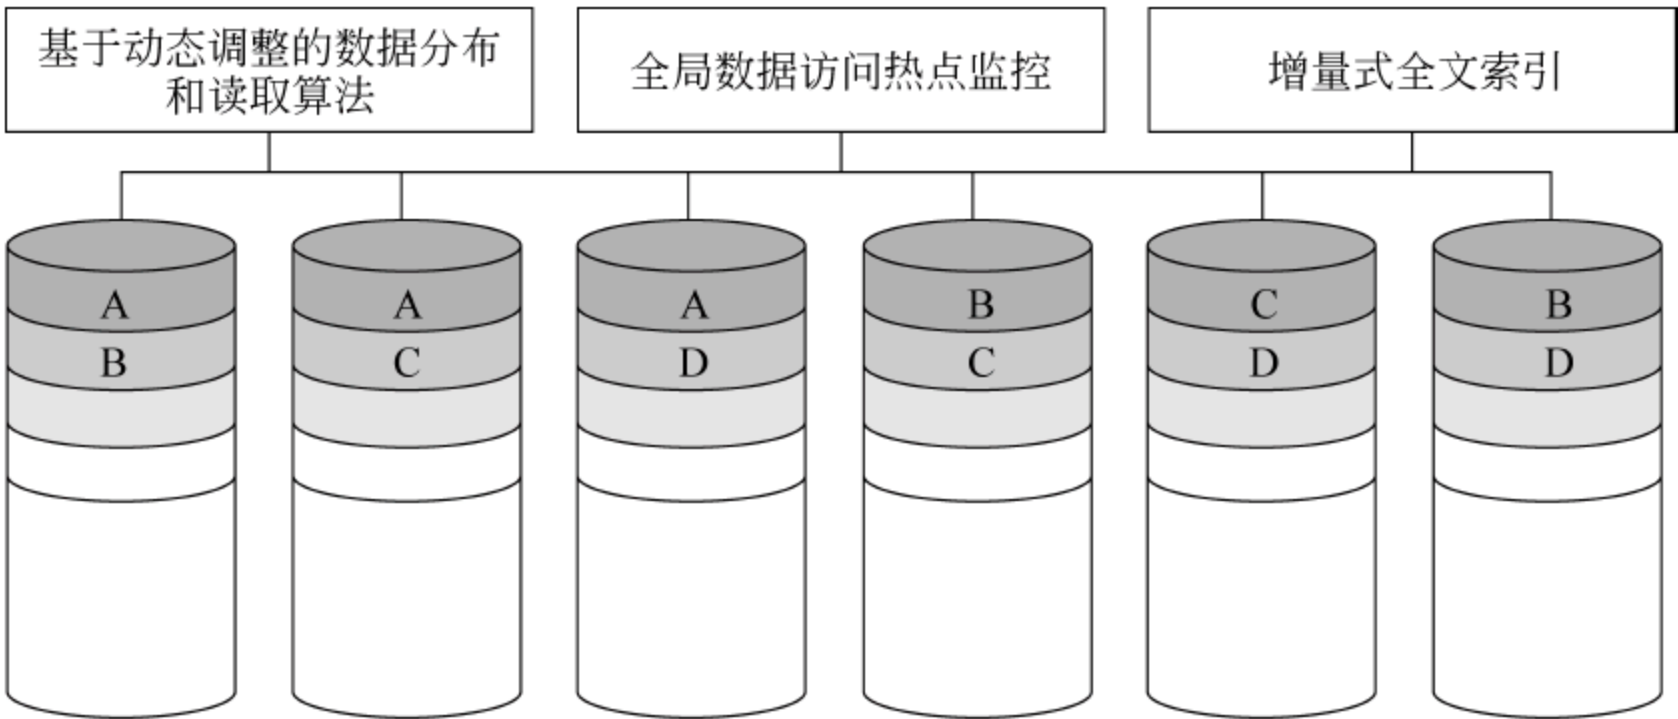 基于动态调整的数据分布
和读取算法
全局数据访问热点监控
增量式全文索引
A A A B C B
B C D C D D